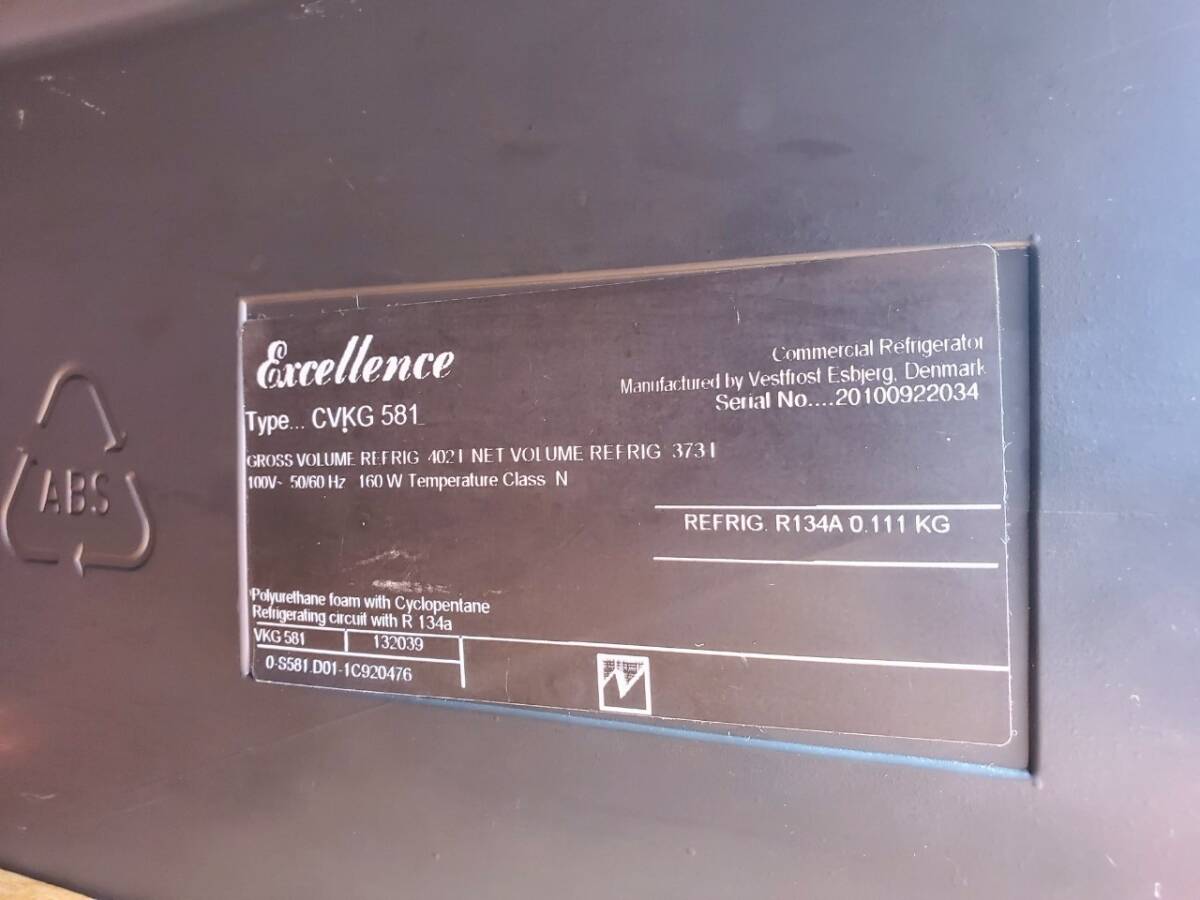 Excellence
Commercial Refrigerator
Manufactured by Vestfrost Esbjerg, Denmark
Serial No....20100922034
Type... CVKG 581
GROSS VOLUME REFRIG 402 l NET VOLUME REFRIG 373 l
100V~ 50/60 Hz 160 W Temperature Class N
REFRIG. R134A 0.111 KG
Polyurethane foam with Cyclopentane
Refrigerating circuit with R 134a
VKG 581 132039
0-S581.D01-1C920476
ABS